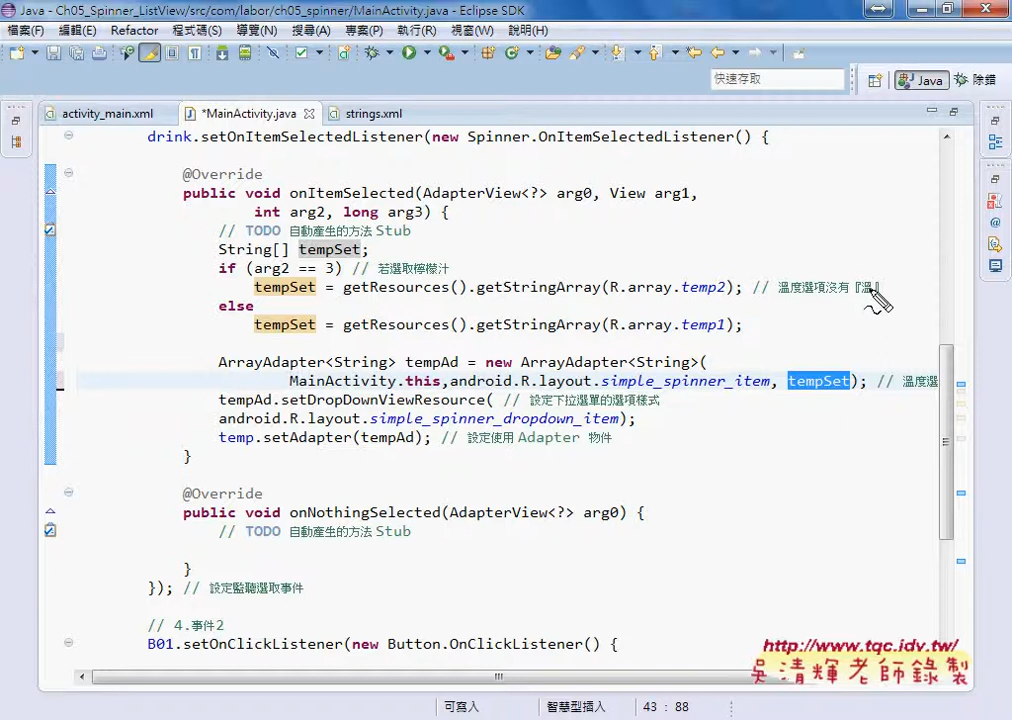 Java - Ch05_Spinner_ListView/src/com/labor/ch05_spinner/MainActivity.java - Eclipse SDK
檔案(F) 編輯(E) Refactor 程式碼(S) 導覽(N) 搜尋(A) 專案(P) 執行(R) 視窗(W) 說明(H)
快速存取 Java 除錯
activity_main.xml *MainActivity.java strings.xml
drink.setOnItemSelectedListener(new Spinner.OnItemSelectedListener() {
@Override
public void onItemSelected(AdapterView<?> arg0, View arg1,
int arg2, long arg3) {
// TODO 自動產生的方法 Stub
String[] tempSet;
if (arg2 == 3) // 若選取檸檬汁
tempSet = getResources().getStringArray(R.array.temp2); // 溫度選項沒有『溫』
else
tempSet = getResources().getStringArray(R.array.temp1);
ArrayAdapter<String> tempAd = new ArrayAdapter<String>(
MainActivity.this,android.R.layout.simple_spinner_item, tempSet); // 溫度選
tempAd.setDropDownViewResource( // 設定下拉選單的選項樣式
android.R.layout.simple_spinner_dropdown_item);
temp.setAdapter(tempAd); // 設定使用 Adapter 物件
}
@Override
public void onNothingSelected(AdapterView<?> arg0) {
// TODO 自動產生的方法 Stub
}
}); // 設定監聽選取事件
// 4.事件2
B01.setOnClickListener(new Button.OnClickListener() {
http://www.tqc.idv.tw/
吳清輝老師錄製
可寫入 智慧型插入 43 : 88